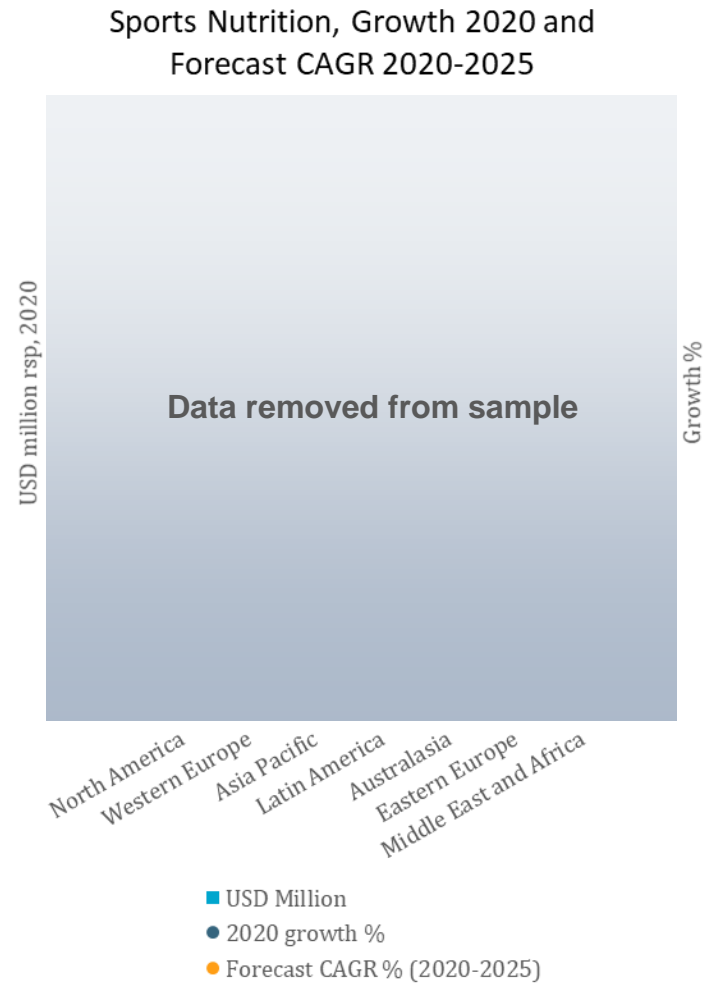 Sports Nutrition, Growth 2020 and
Forecast CAGR 2020-2025
USD million rsp, 2020
Data removed from sample
Growth %
North America
Western Europe
Asia Pacific
Latin America
Australasia
Eastern Europe
Middle East and Africa
USD Million
2020 growth %
Forecast CAGR % (2020-2025)